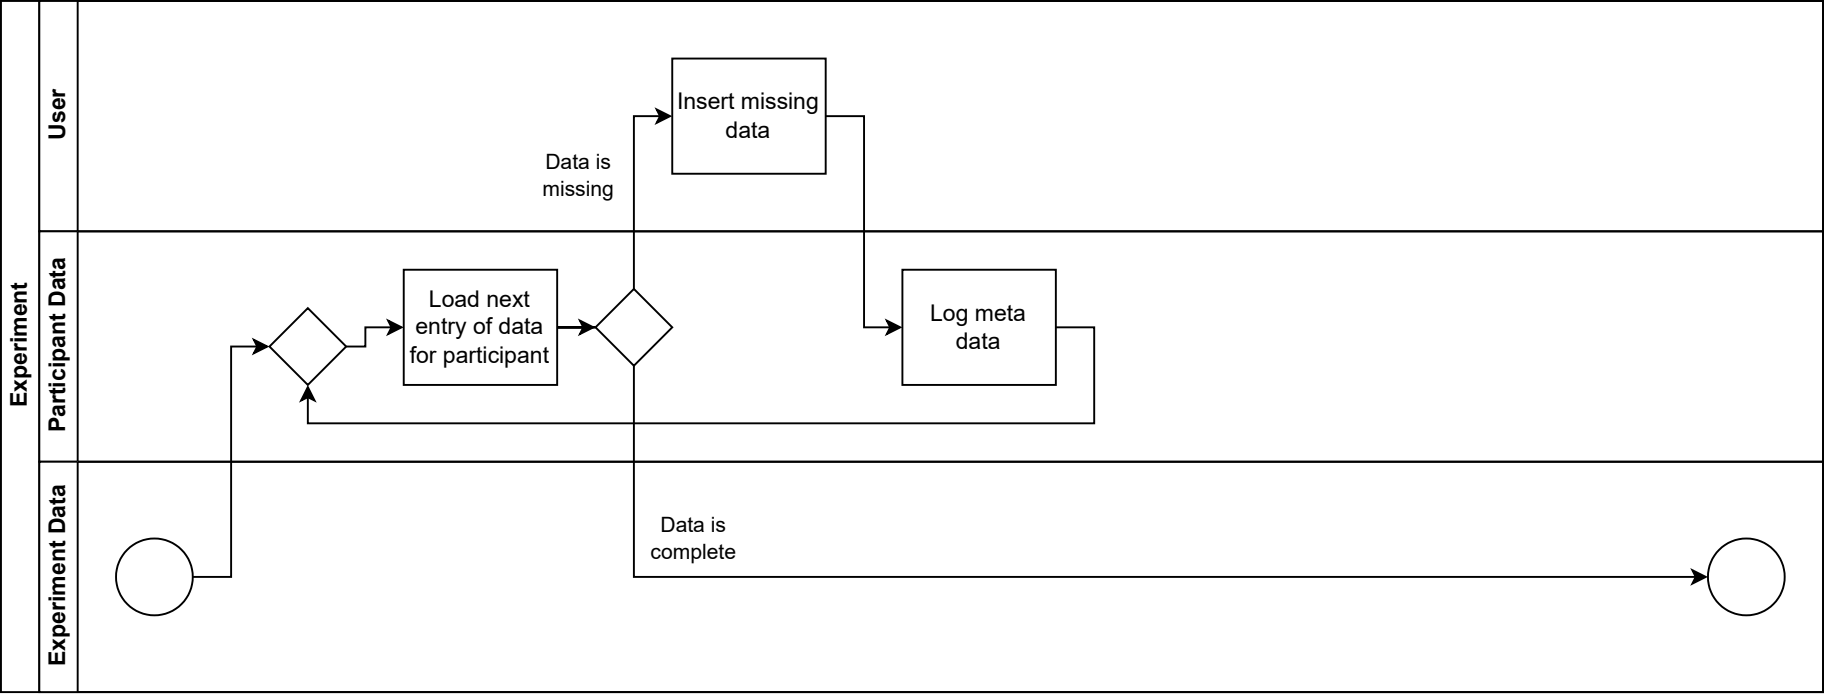 Experiment
User
Insert missing
data
Data is
missing
Participant Data
Load next
entry of data
for participant
Log meta
data
Experiment Data
Data is
complete